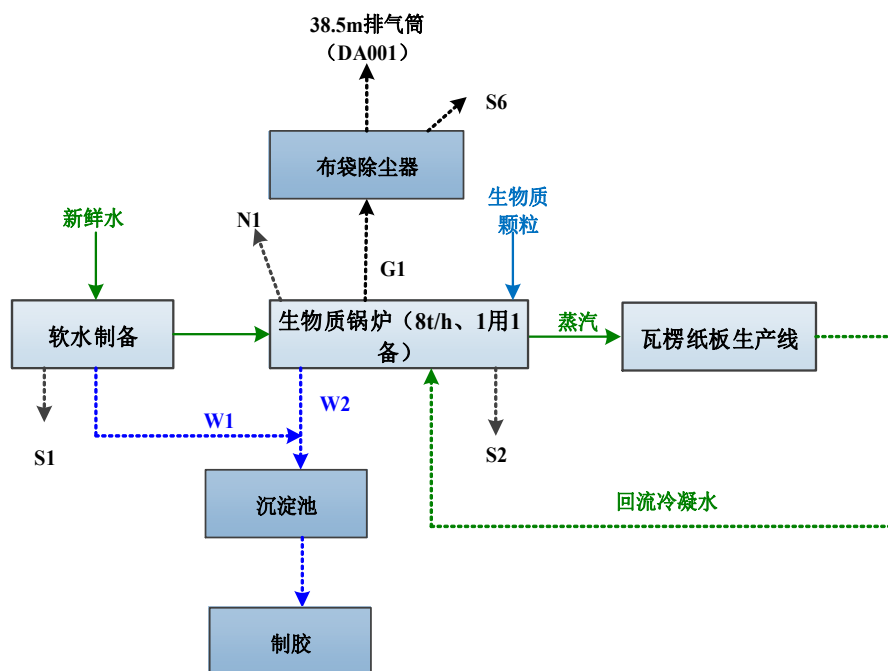 38.5m排气筒
（DA001）
S6
布袋除尘器
生物质
颗粒
新鲜水
N1
G1
软水制备
生物质锅炉（8t/h、1用1
备）
蒸汽
瓦楞纸板生产线
W2
W1
S1
S2
沉淀池
回流冷凝水
制胶